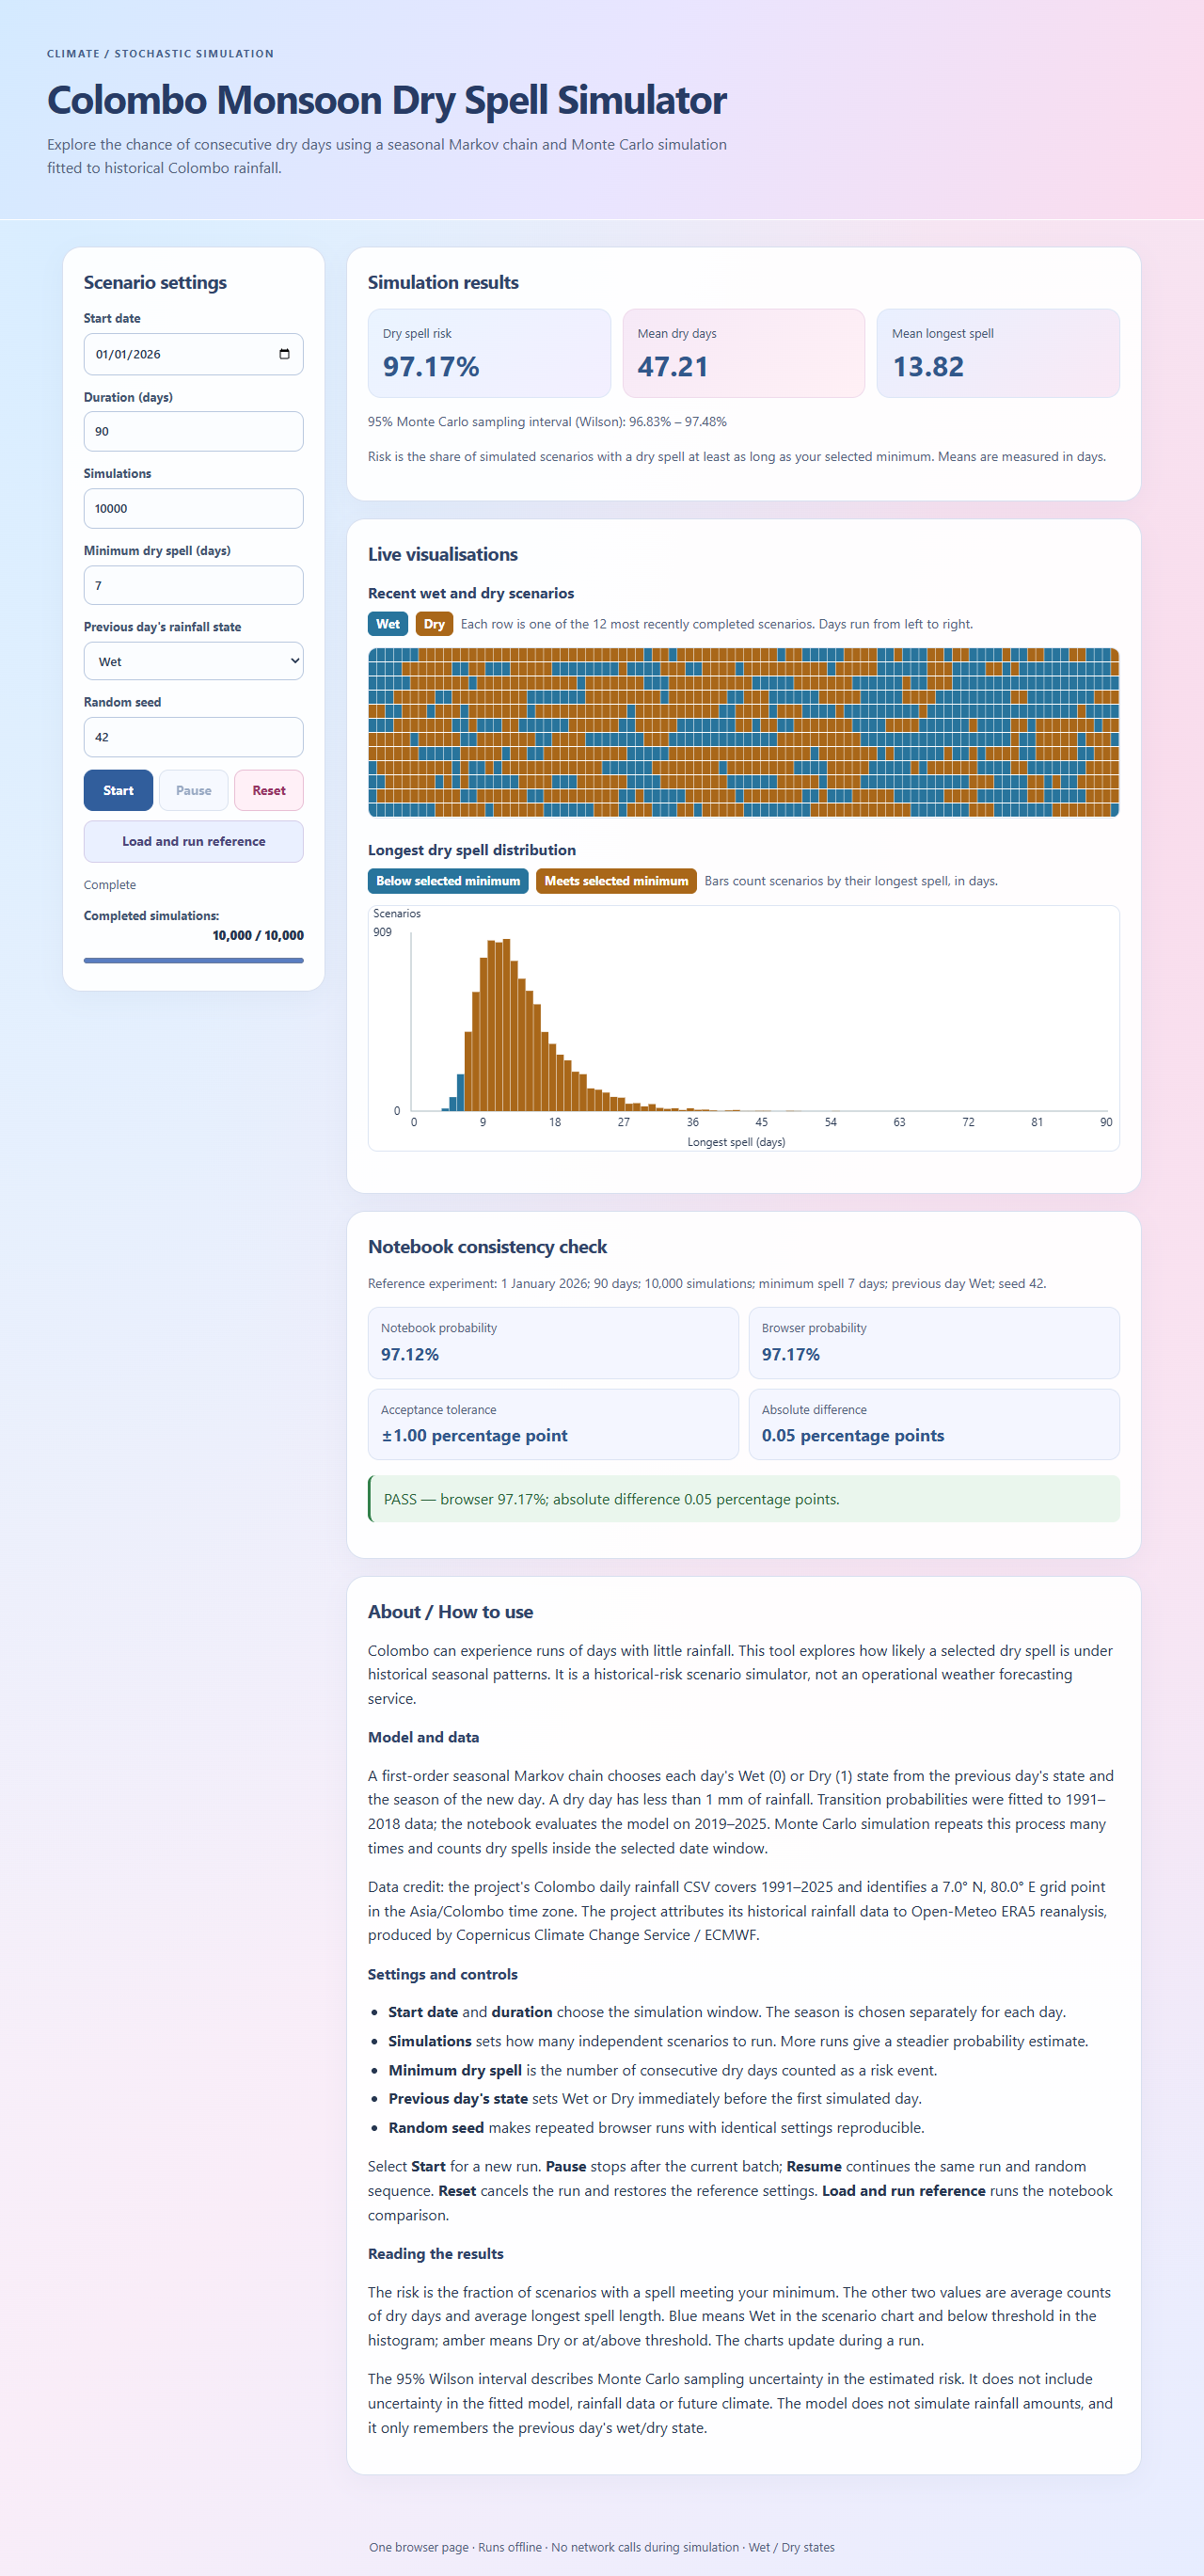 CLIMATE / STOCHASTIC SIMULATION
Colombo Monsoon Dry Spell Simulator
Explore the chance of consecutive dry days using a seasonal Markov chain and Monte Carlo simulation
fitted to historical Colombo rainfall.
Scenario settings
Start date
01/01/2026
Duration (days)
90
Simulations
10000
Minimum dry spell (days)
7
Previous day's rainfall state
Wet
Random seed
42
Start Pause Reset
Load and run reference
Complete
Completed simulations:
10,000 / 10,000
Simulation results
Dry spell risk
97.17%
Mean dry days
47.21
Mean longest spell
13.82
95% Monte Carlo sampling interval (Wilson): 96.83% – 97.48%
Risk is the share of simulated scenarios with a dry spell at least as long as your selected minimum. Means are measured in days.
Live visualisations
Recent wet and dry scenarios
Wet Dry Each row is one of the 12 most recently completed scenarios. Days run from left to right.
Longest dry spell distribution
Below selected minimum Meets selected minimum Bars count scenarios by their longest spell, in days.
Scenarios
909
0
0 9 18 27 36 45 54 63 72 81 90
Longest spell (days)
Notebook consistency check
Reference experiment: 1 January 2026; 90 days; 10,000 simulations; minimum spell 7 days; previous day Wet; seed 42.
Notebook probability
97.12%
Browser probability
97.17%
Acceptance tolerance
±1.00 percentage point
Absolute difference
0.05 percentage points
PASS — browser 97.17%; absolute difference 0.05 percentage points.
About / How to use
Colombo can experience runs of days with little rainfall. This tool explores how likely a selected dry spell is under
historical seasonal patterns. It is a historical-risk scenario simulator, not an operational weather forecasting
service.
Model and data
A first-order seasonal Markov chain chooses each day's Wet (0) or Dry (1) state from the previous day's state and
the season of the new day. A dry day has less than 1 mm of rainfall. Transition probabilities were fitted to 1991–
2018 data; the notebook evaluates the model on 2019–2025. Monte Carlo simulation repeats this process many
times and counts dry spells inside the selected date window.
Data credit: the project's Colombo daily rainfall CSV covers 1991–2025 and identifies a 7.0° N, 80.0° E grid point
in the Asia/Colombo time zone. The project attributes its historical rainfall data to Open-Meteo ERA5 reanalysis,
produced by Copernicus Climate Change Service / ECMWF.
Settings and controls
• Start date and duration choose the simulation window. The season is chosen separately for each day.
• Simulations sets how many independent scenarios to run. More runs give a steadier probability estimate.
• Minimum dry spell is the number of consecutive dry days counted as a risk event.
• Previous day's state sets Wet or Dry immediately before the first simulated day.
• Random seed makes repeated browser runs with identical settings reproducible.
Select Start for a new run. Pause stops after the current batch; Resume continues the same run and random
sequence. Reset cancels the run and restores the reference settings. Load and run reference runs the notebook
comparison.
Reading the results
The risk is the fraction of scenarios with a spell meeting your minimum. The other two values are average counts
of dry days and average longest spell length. Blue means Wet in the scenario chart and below threshold in the
histogram; amber means Dry or at/above threshold. The charts update during a run.
The 95% Wilson interval describes Monte Carlo sampling uncertainty in the estimated risk. It does not include
uncertainty in the fitted model, rainfall data or future climate. The model does not simulate rainfall amounts, and
it only remembers the previous day's wet/dry state.
One browser page · Runs offline · No network calls during simulation · Wet / Dry states